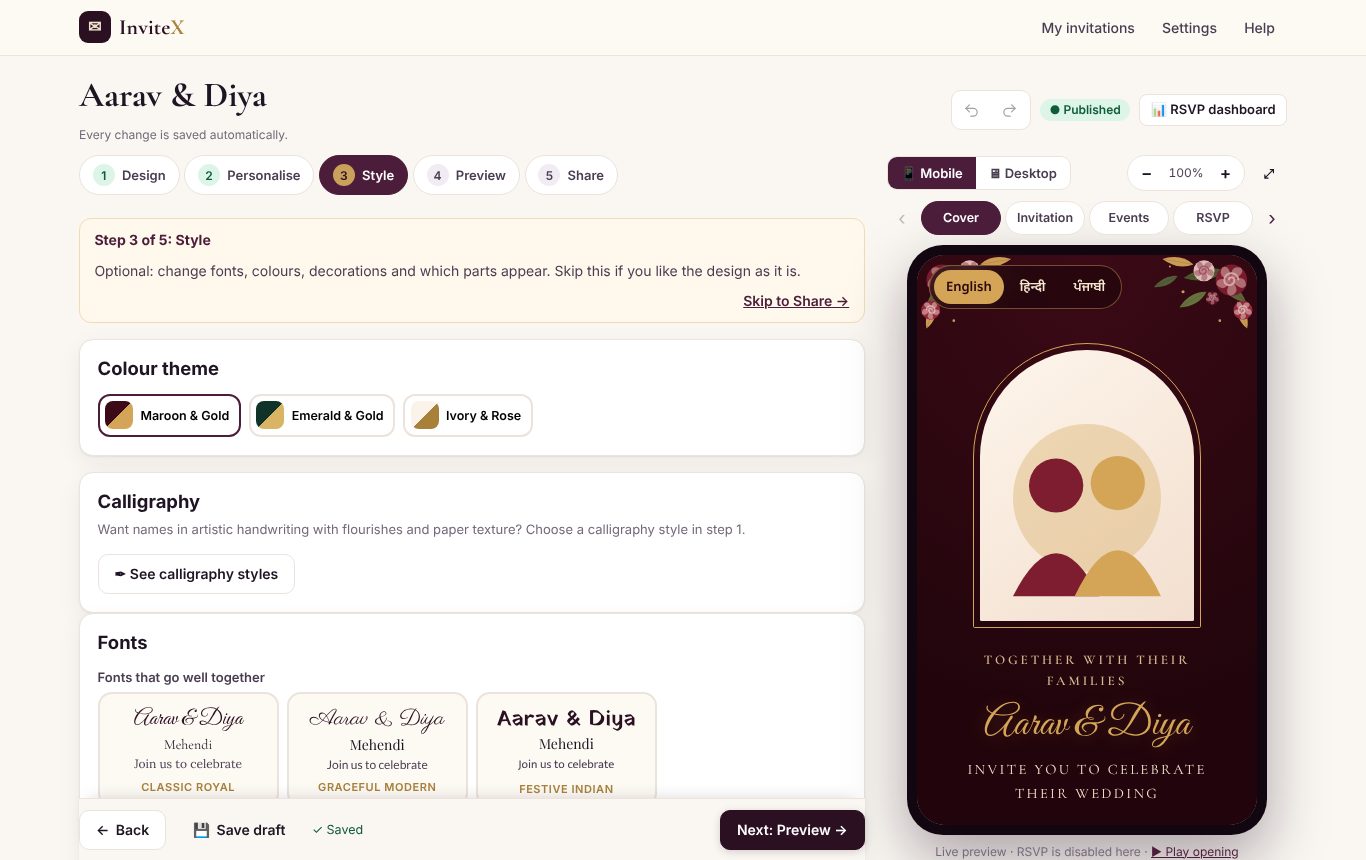 InviteX
My invitations
Settings
Help
Aarav & Diya
Every change is saved automatically.
Published
RSVP dashboard
1 Design
2 Personalise
3 Style
4 Preview
5 Share
Mobile
Desktop
− 100% +
Cover
Invitation
Events
RSVP
Step 3 of 5: Style
Optional: change fonts, colours, decorations and which parts appear. Skip this if you like the design as it is.
Skip to Share →
Colour theme
Maroon & Gold
Emerald & Gold
Ivory & Rose
Calligraphy
Want names in artistic handwriting with flourishes and paper texture? Choose a calligraphy style in step 1.
See calligraphy styles
Fonts
Fonts that go well together
Aarav & Diya
Mehendi
Join us to celebrate
CLASSIC ROYAL
Aarav & Diya
Mehendi
Join us to celebrate
GRACEFUL MODERN
Aarav & Diya
Mehendi
Join us to celebrate
FESTIVE INDIAN
← Back
Save draft
✓ Saved
Next: Preview →
English
हिन्दी
ਪੰਜਾਬੀ
TOGETHER WITH THEIR
FAMILIES
Aarav & Diya
INVITE YOU TO CELEBRATE
THEIR WEDDING
Live preview · RSVP is disabled here · ▶ Play opening